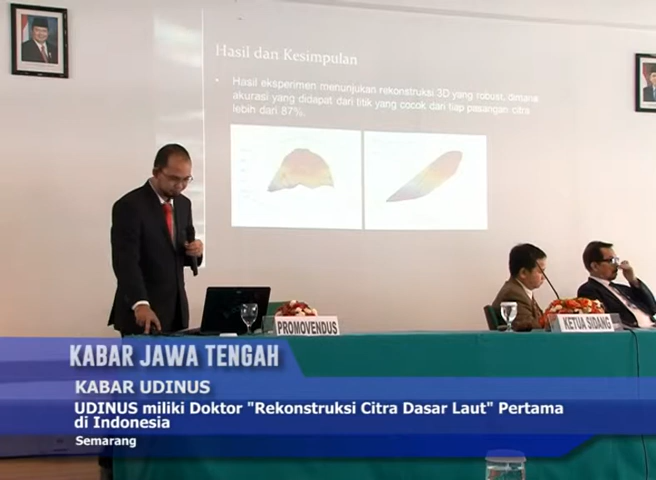 Hasil dan Kesimpulan
• Hasil eksperimen menunjukan rekonstruksi 3D yang robust, dimana
akurasi yang didapat dari titik yang cocok dari tiap pasangan citra
lebih dari 87%.
PROMOVENDUS
KETUA SIDANG
KABAR JAWA TENGAH
KABAR UDINUS
UDINUS miliki Doktor "Rekonstruksi Citra Dasar Laut" Pertama
di Indonesia
Semarang